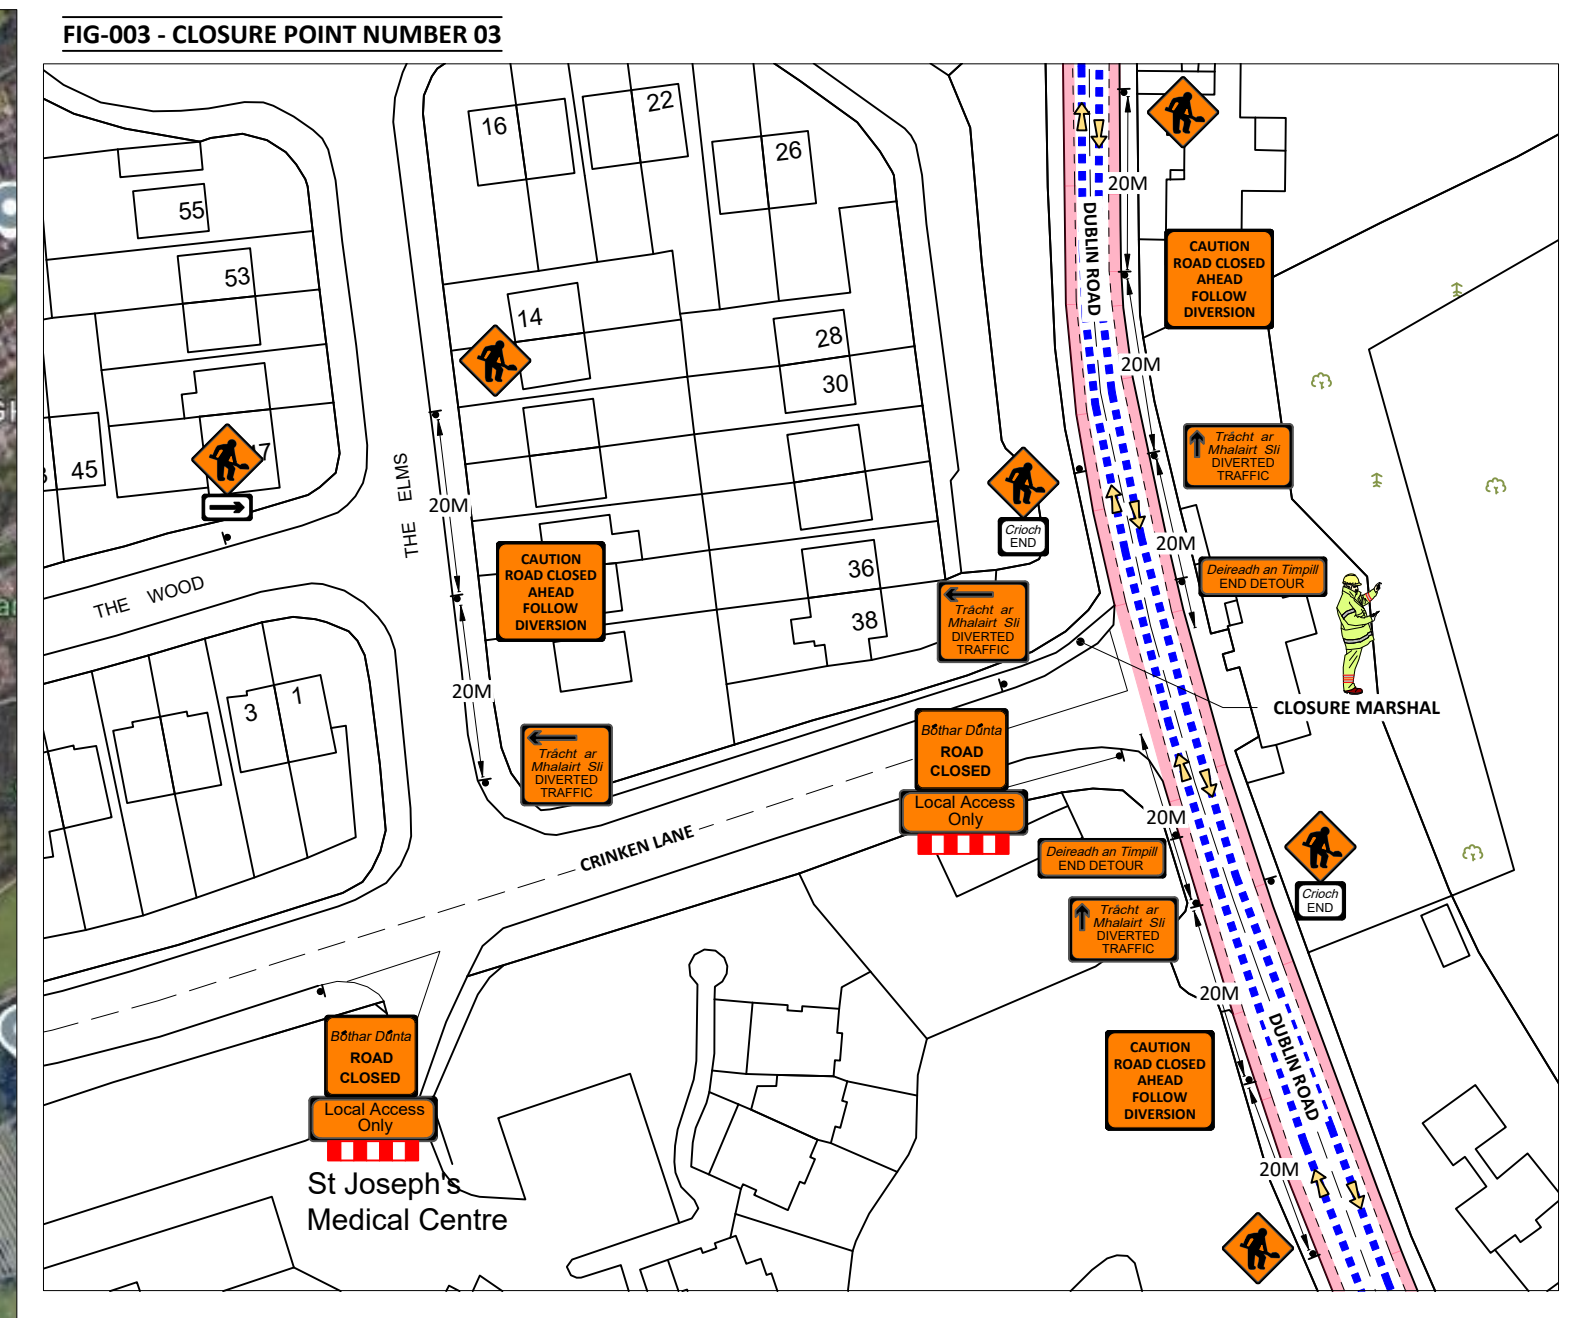 FIG-003 - CLOSURE POINT NUMBER 03
16
22
26
55
53
14
28
30
45
47
THE ELMS
THE WOOD
36
38
3
1
20M
20M
CAUTION
ROAD CLOSED
AHEAD
FOLLOW
DIVERSION
Trácht ar
Mhalairt Slí
DIVERTED
TRAFFIC
DUBLIN ROAD
20M
CAUTION
ROAD CLOSED
AHEAD
FOLLOW
DIVERSION
20M
Trácht ar
Mhalairt Slí
DIVERTED
TRAFFIC
Crioch
END
20M
Deireadh an Timpill
END DETOUR
Trácht ar
Mhalairt Slí
DIVERTED
TRAFFIC
CLOSURE MARSHAL
Bóthar Dúnta
ROAD
CLOSED
Local Access
Only
CRINKEN LANE
20M
Deireadh an Timpill
END DETOUR
Crioch
END
Trácht ar
Mhalairt Slí
DIVERTED
TRAFFIC
20M
DUBLIN ROAD
CAUTION
ROAD CLOSED
AHEAD
FOLLOW
DIVERSION
20M
Bóthar Dúnta
ROAD
CLOSED
Local Access
Only
St Joseph's
Medical Centre